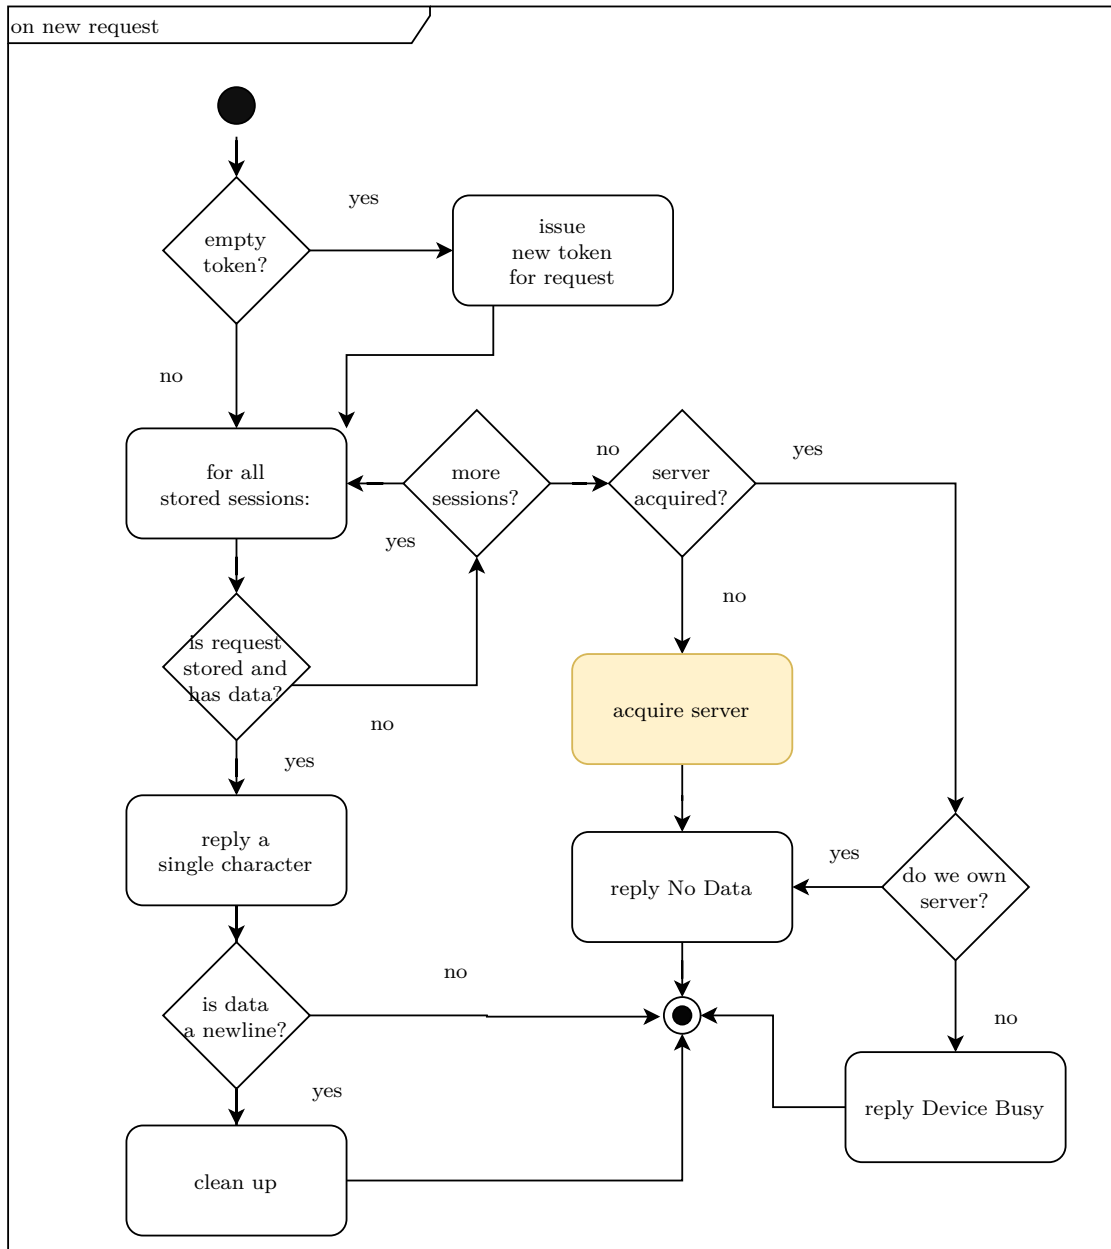 on new request
yes
issue
new token
for request
empty
token?
no
for all
stored sessions:
more
sessions?
no
server
acquired?
yes
yes
no
is request
stored and
has data?
no
yes
acquire server
reply a
single character
reply No Data
yes
do we own
server?
no
is data
a newline?
no
yes
reply Device Busy
clean up